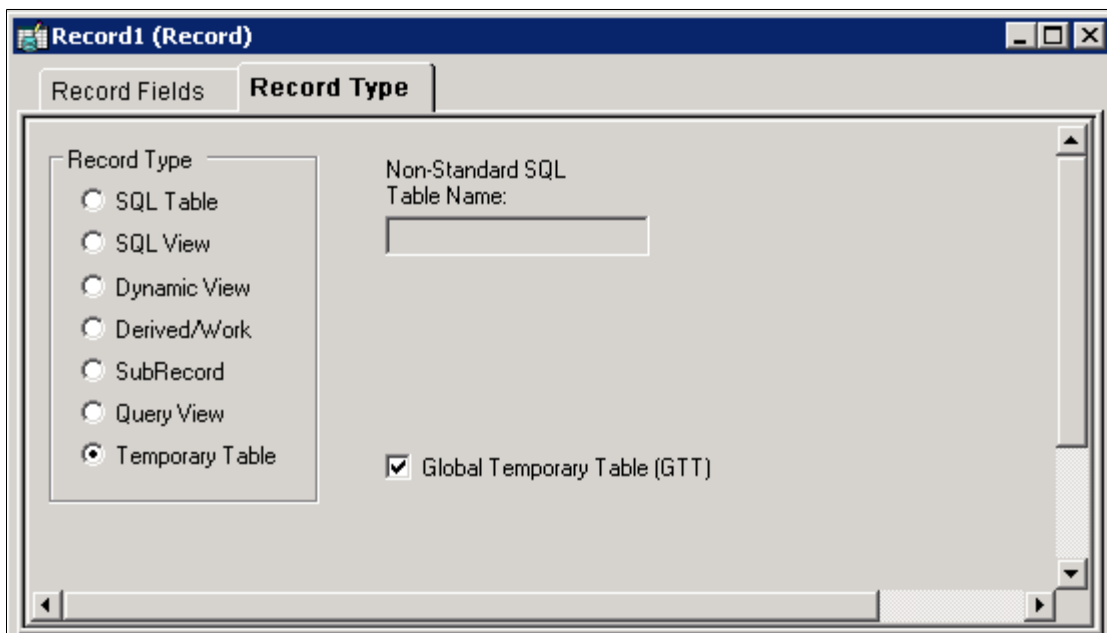 Record1 (Record)
Record Fields
Record Type
Record Type
SQL Table
SQL View
Dynamic View
Derived/Work
SubRecord
Query View
Temporary Table
Non-Standard SQL
Table Name:
Global Temporary Table (GTT)